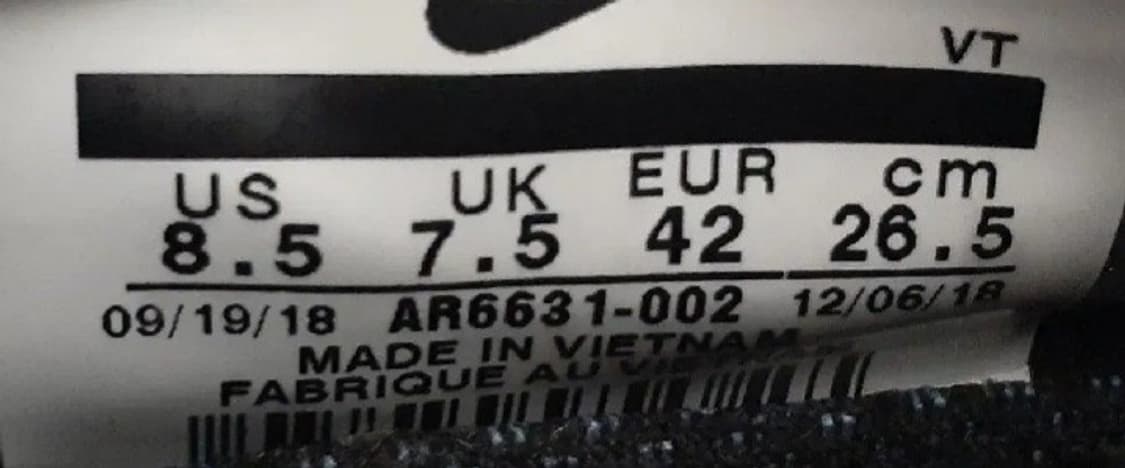 VT
US UK EUR cm
8.5 7.5 42 26.5
09/19/18 AR6631-002 12/06/18
MADE IN VIETNAM
FABRIQUE AU